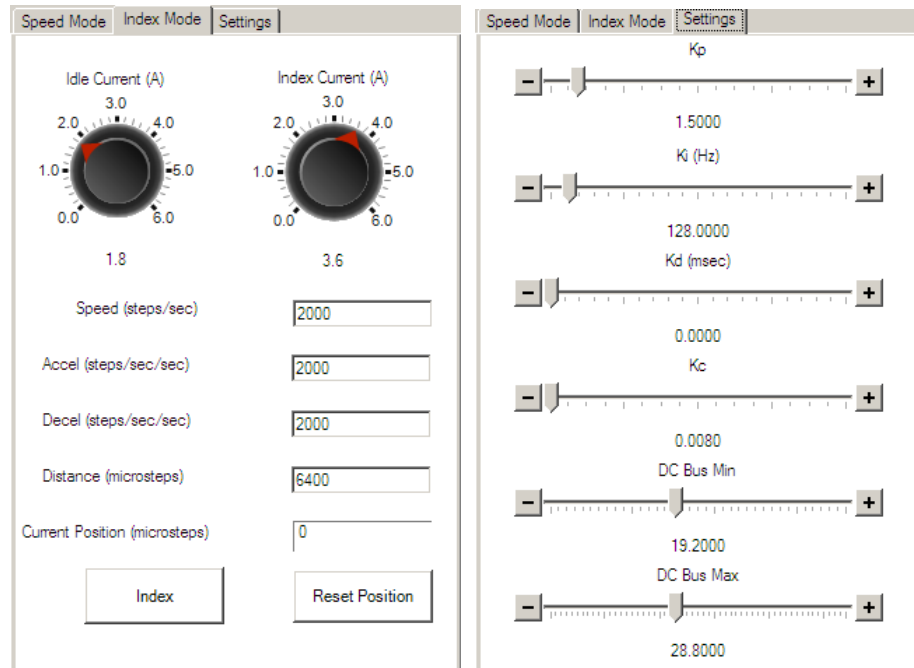 Speed Mode Index Mode Settings
Idle Current (A) Index Current (A)
3.0 3.0
2.0 4.0 2.0 4.0
1.0 5.0 1.0 5.0
0.0 6.0 0.0 6.0
1.8 3.6
Speed (steps/sec) 2000
Accel (steps/sec/sec) 2000
Decel (steps/sec/sec) 2000
Distance (microsteps) 6400
Current Position (microsteps) 0
Index Reset Position
Speed Mode Index Mode Settings
Kp
- +
1.5000
Ki (Hz)
- +
128.0000
Kd (msec)
- +
0.0000
Kc
- +
0.0080
DC Bus Min
- +
19.2000
DC Bus Max
- +
28.8000